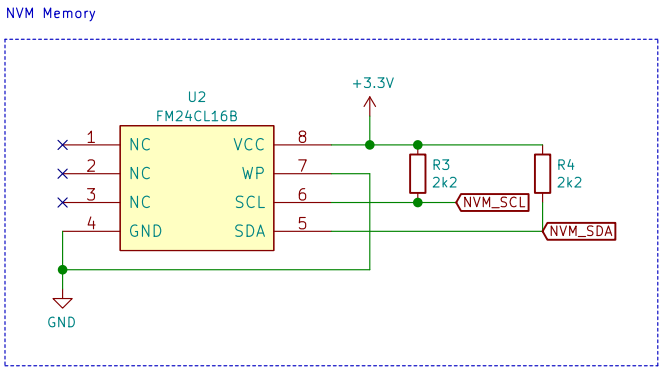 NVM Memory
+3.3V
U2
FM24CL16B
1 NC VCC 8
2 NC WP 7
3 NC SCL 6
4 GND SDA 5
R3
2k2
R4
2k2
NVM_SCL
NVM_SDA
GND